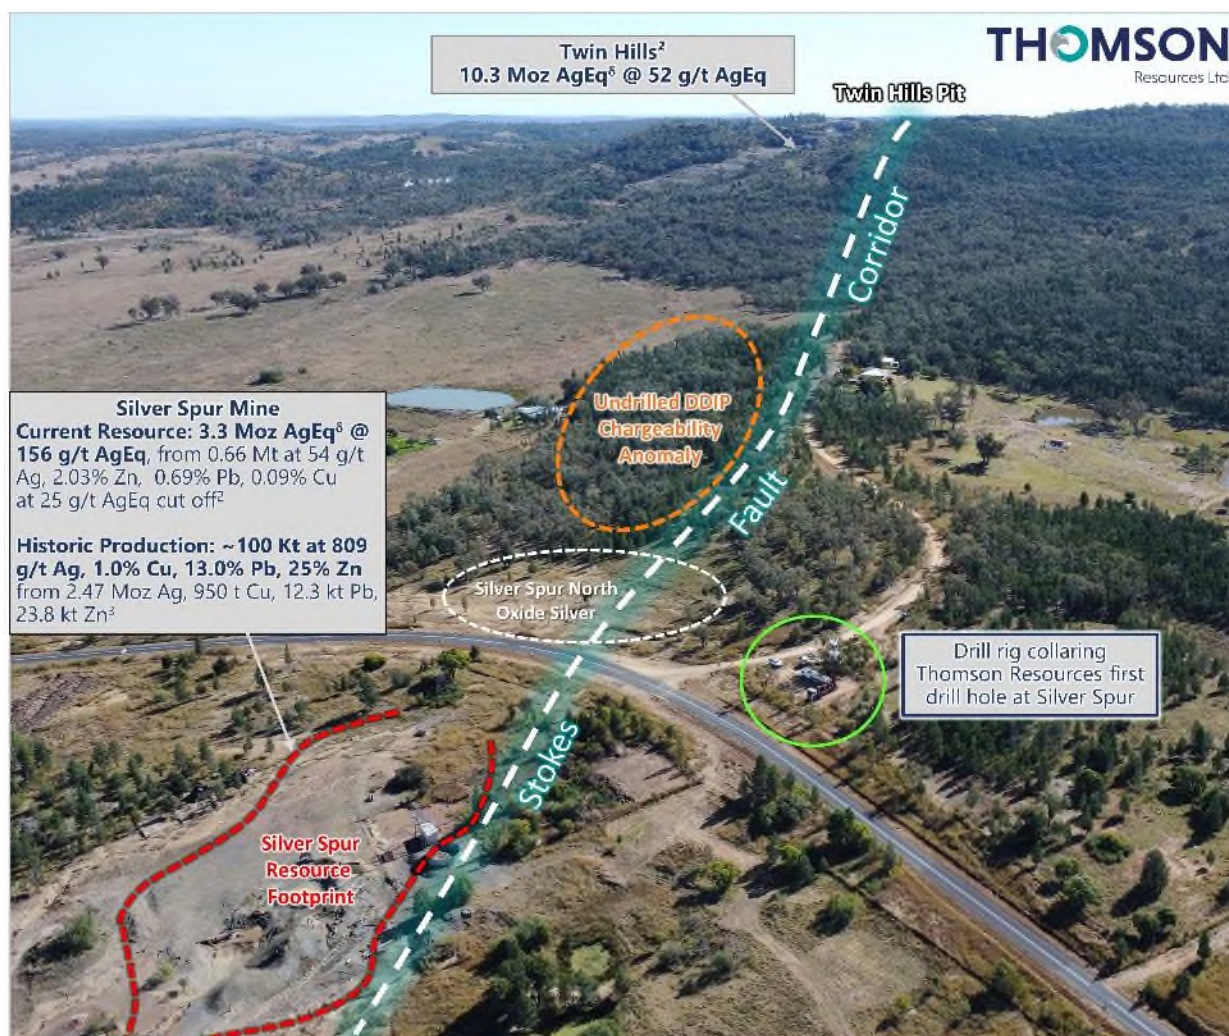 THOMSON
Resources Ltd
Twin Hills²
10.3 Moz AgEq⁶ @ 52 g/t AgEq
Twin Hills Pit
Corridor
Undrilled DDIP
Chargeability
Anomaly
Fault
Silver Spur Mine
Current Resource: 3.3 Moz AgEq⁶ @
156 g/t AgEq, from 0.66 Mt at 54 g/t
Ag, 2.03% Zn, 0.69% Pb, 0.09% Cu
at 25 g/t AgEq cut off²
Historic Production: ~100 Kt at 809
g/t Ag, 1.0% Cu, 13.0% Pb, 25% Zn
from 2.47 Moz Ag, 950 t Cu, 12.3 kt Pb,
23.8 kt Zn³
Silver Spur North
Oxide Silver
Drill rig collaring
Thomson Resources first
drill hole at Silver Spur
Stokes
Silver Spur
Resource
Footprint